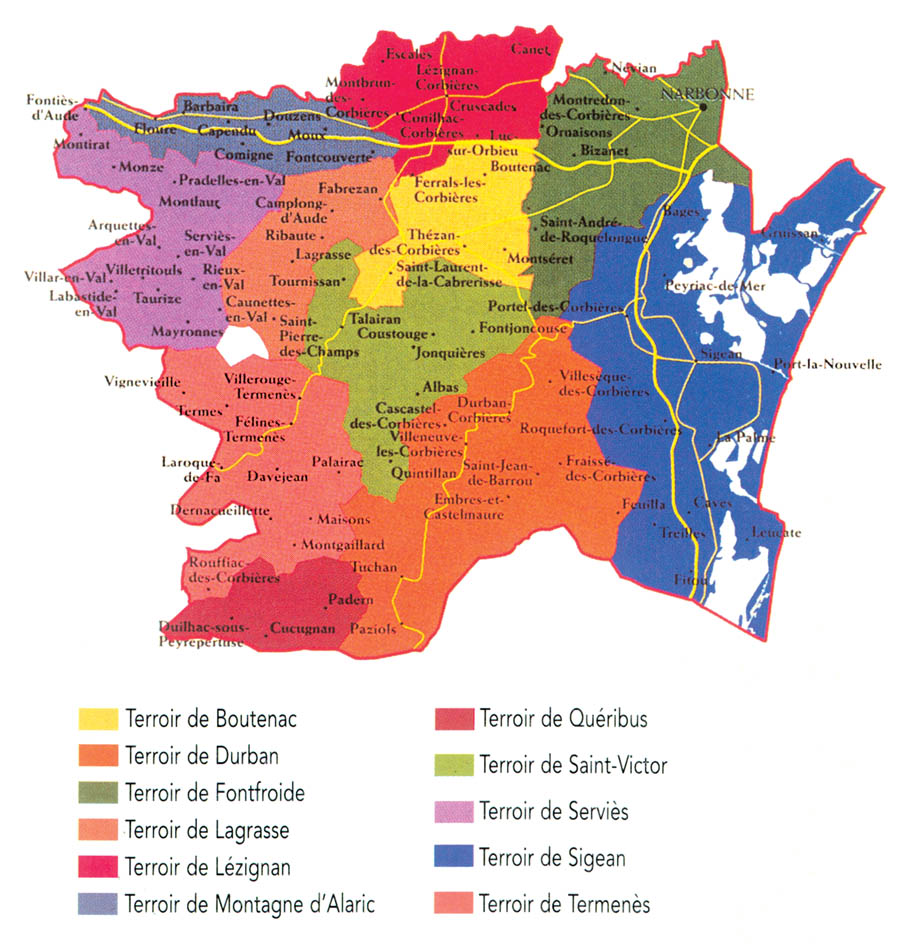 Escales
Canet
Lézignan-
Corbières
Névian
Montbrun-
des-
Corbières
Cruscades
NARBONNE
Fontiès-
d'Aude
Barbaira
Douzens
Conilhac-
Corbières
Montredon-
des-Corbières
Ornaisons
Floure
Capendu
Moux
Luc-
sur-Orbieu
Montirat
Comigne
Fontcouverte
Bizanet
Boutenac
Monze
Pradelles-en-Val
Fabrezan
Ferrals-les-
Corbières
Montlaur
Camplong-
d'Aude
Bages
Arquettes-
en-Val
Serviès-
en-Val
Ribaute
Thézan-
des-Corbières
Saint-André-
de-Roquelongue
Gruissan
Lagrasse
Montséret
Villar-en-Val
Villetritouls
Rieux-
en-Val
Tournissan
Saint-Laurent-
de-la-Cabrerisse
Peyriac-de-Mer
Labastide-
en-Val
Taurize
Caunettes-
en-Val
Portel-des-Corbières
Mayronnes
Saint-
Pierre-
des-Champs
Talairan
Coustouge
Fontjoncouse
Jonquières
Sigean
Port-la-Nouvelle
Vignevieille
Villerouge-
Termenès
Albas
Villesèque-
des-Corbières
Termes
Cascastel-
des-Corbières
Durban-
Corbières
Félines-
Termenès
Villeneuve-
les-Corbières
Roquefort-des-Corbières
La Palme
Laroque-
de-Fa
Davejean
Palairac
Quintillan
Saint-Jean-
de-Barrou
Fraissé-
des-Corbières
Embres-et-
Castelmaure
Feuilla
Caves
Dernacueillette
Maisons
Treilles
Leucate
Montgaillard
Rouffiac-
des-Corbières
Tuchan
Fitou
Padern
Duilhac-sous-
Peyrepertuse
Cucugnan
Paziols
Terroir de Boutenac
Terroir de Durban
Terroir de Fontfroide
Terroir de Lagrasse
Terroir de Lézignan
Terroir de Montagne d'Alaric
Terroir de Quéribus
Terroir de Saint-Victor
Terroir de Serviès
Terroir de Sigean
Terroir de Termenès